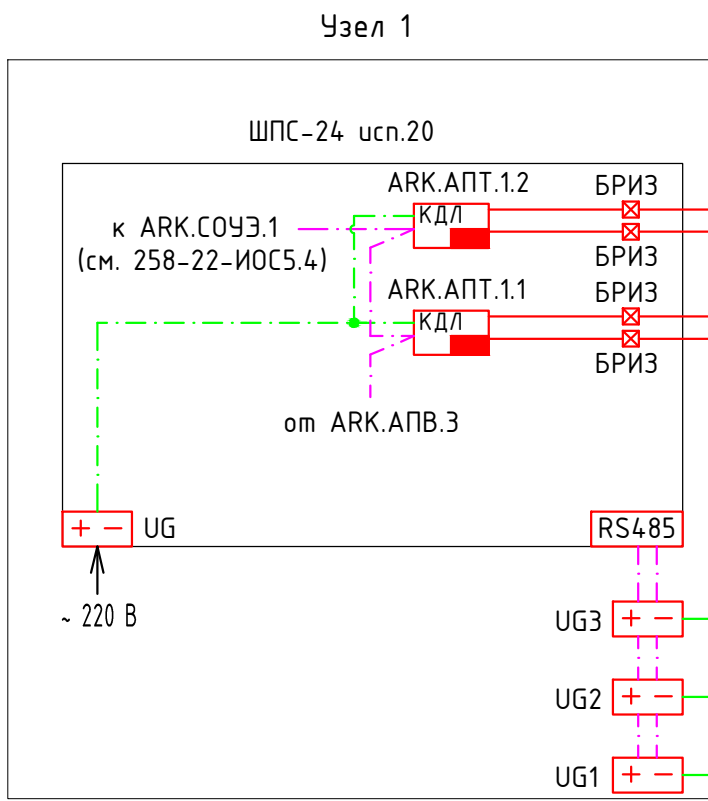 Узел 1
ШПС-24 исп.20
ARK.АПТ.1.2
БРИЗ
КДЛ
к ARK.СОУЭ.1
(см. 258-22-ИОС5.4)
БРИЗ
ARK.АПТ.1.1
БРИЗ
КДЛ
БРИЗ
от ARK.АПВ.3
+ − UG
RS485
~ 220 В
UG3 + −
UG2 + −
UG1 + −